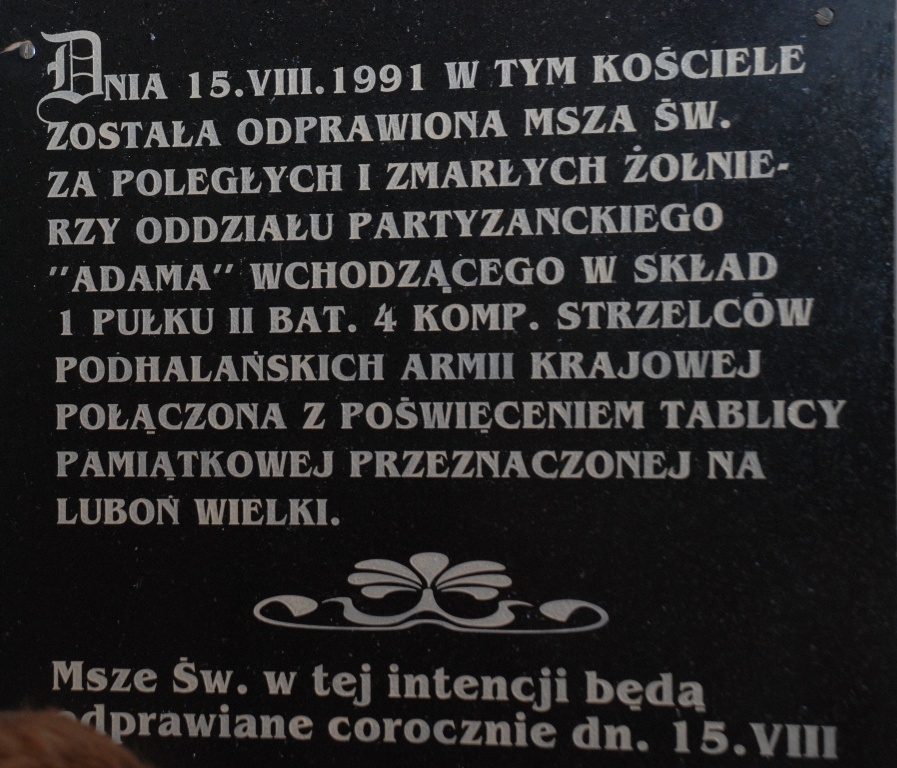 DNIA 15.VIII.1991 W TYM KOŚCIELE
ZOSTAŁA ODPRAWIONA MSZA ŚW.
ZA POLEGŁYCH I ZMARŁYCH ŻOŁNIE-
RZY ODDZIAŁU PARTYZANCKIEGO
"ADAMA" WCHODZĄCEGO W SKŁAD
1 PUŁKU II BAT. 4 KOMP. STRZELCÓW
PODHALAŃSKICH ARMII KRAJOWEJ
POŁĄCZONA Z POŚWIĘCENIEM TABLICY
PAMIĄTKOWEJ PRZEZNACZONEJ NA
LUBOŃ WIELKI.
Msze Św. w tej intencji będą
odprawiane corocznie dn. 15.VIII